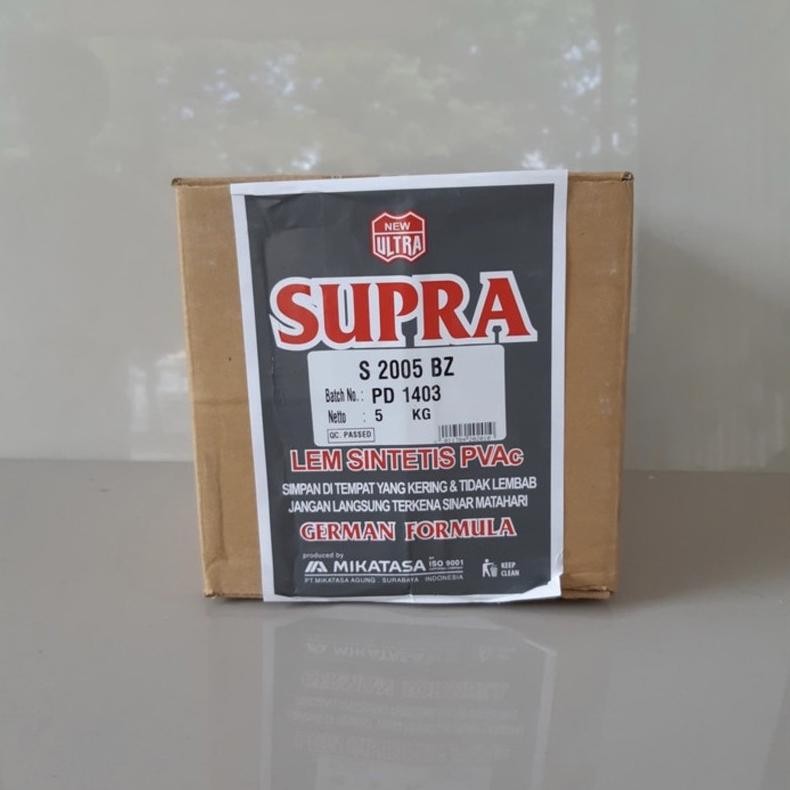 NEW
ULTRA
SUPRA
S 2005 BZ
Batch No. : PD 1403
Netto : 5 KG
QC. PASSED
LEM SINTETIS PVAc
SIMPAN DI TEMPAT YANG KERING & TIDAK LEMBAB
JANGAN LANGSUNG TERKENA SINAR MATAHARI
GERMAN FORMULA
produced by
MIKATASA ISO 9001
PT. MIKATASA AGUNG . SURABAYA . INDONESIA
KEEP
CLEAN